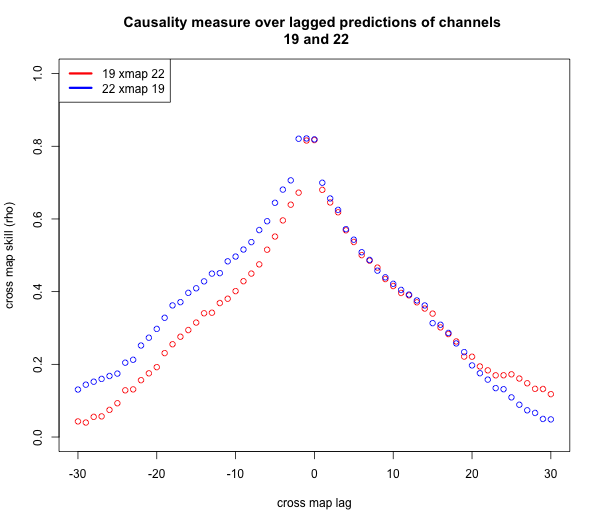 Causality measure over lagged predictions of channels
19 and 22
19 xmap 22
22 xmap 19
cross map skill (rho)
1.0
0.8
0.6
0.4
0.2
0.0
-30 -20 -10 0 10 20 30
cross map lag